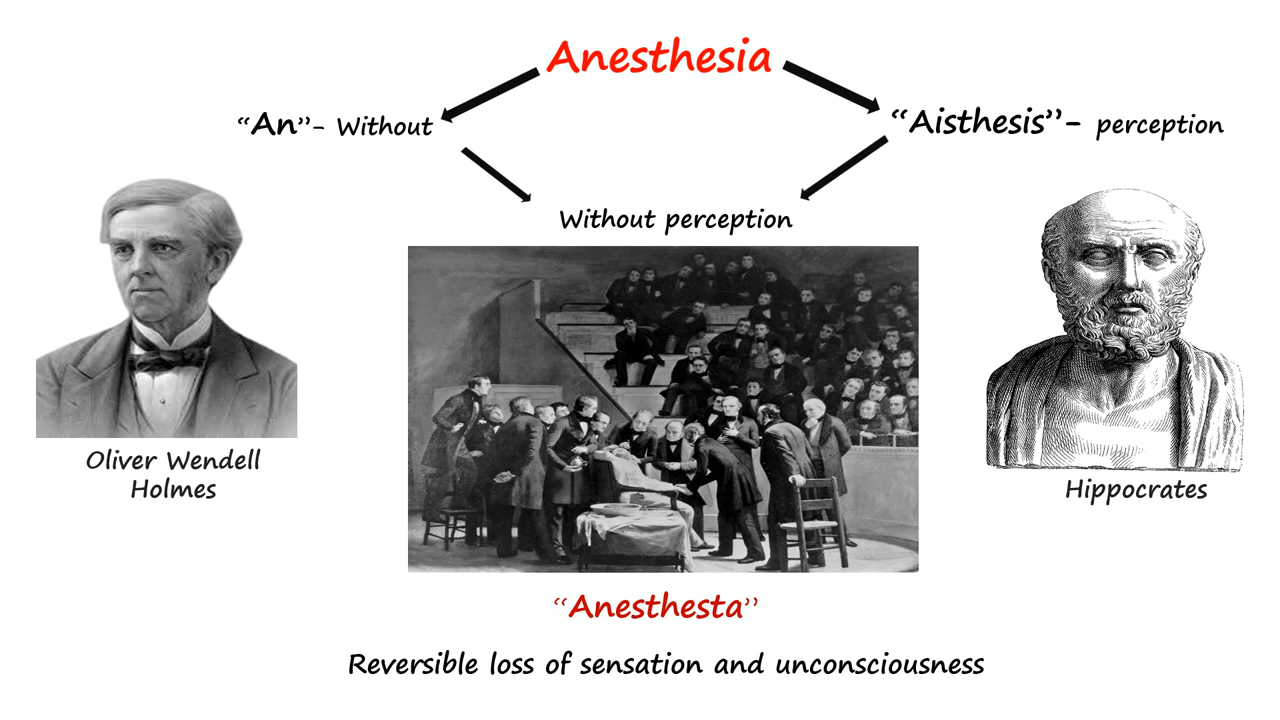 Anesthesia
“An”- Without
“Aisthesis”- perception
Without perception
Oliver Wendell
Holmes
Hippocrates
“Anesthesta”
Reversible loss of sensation and unconsciousness